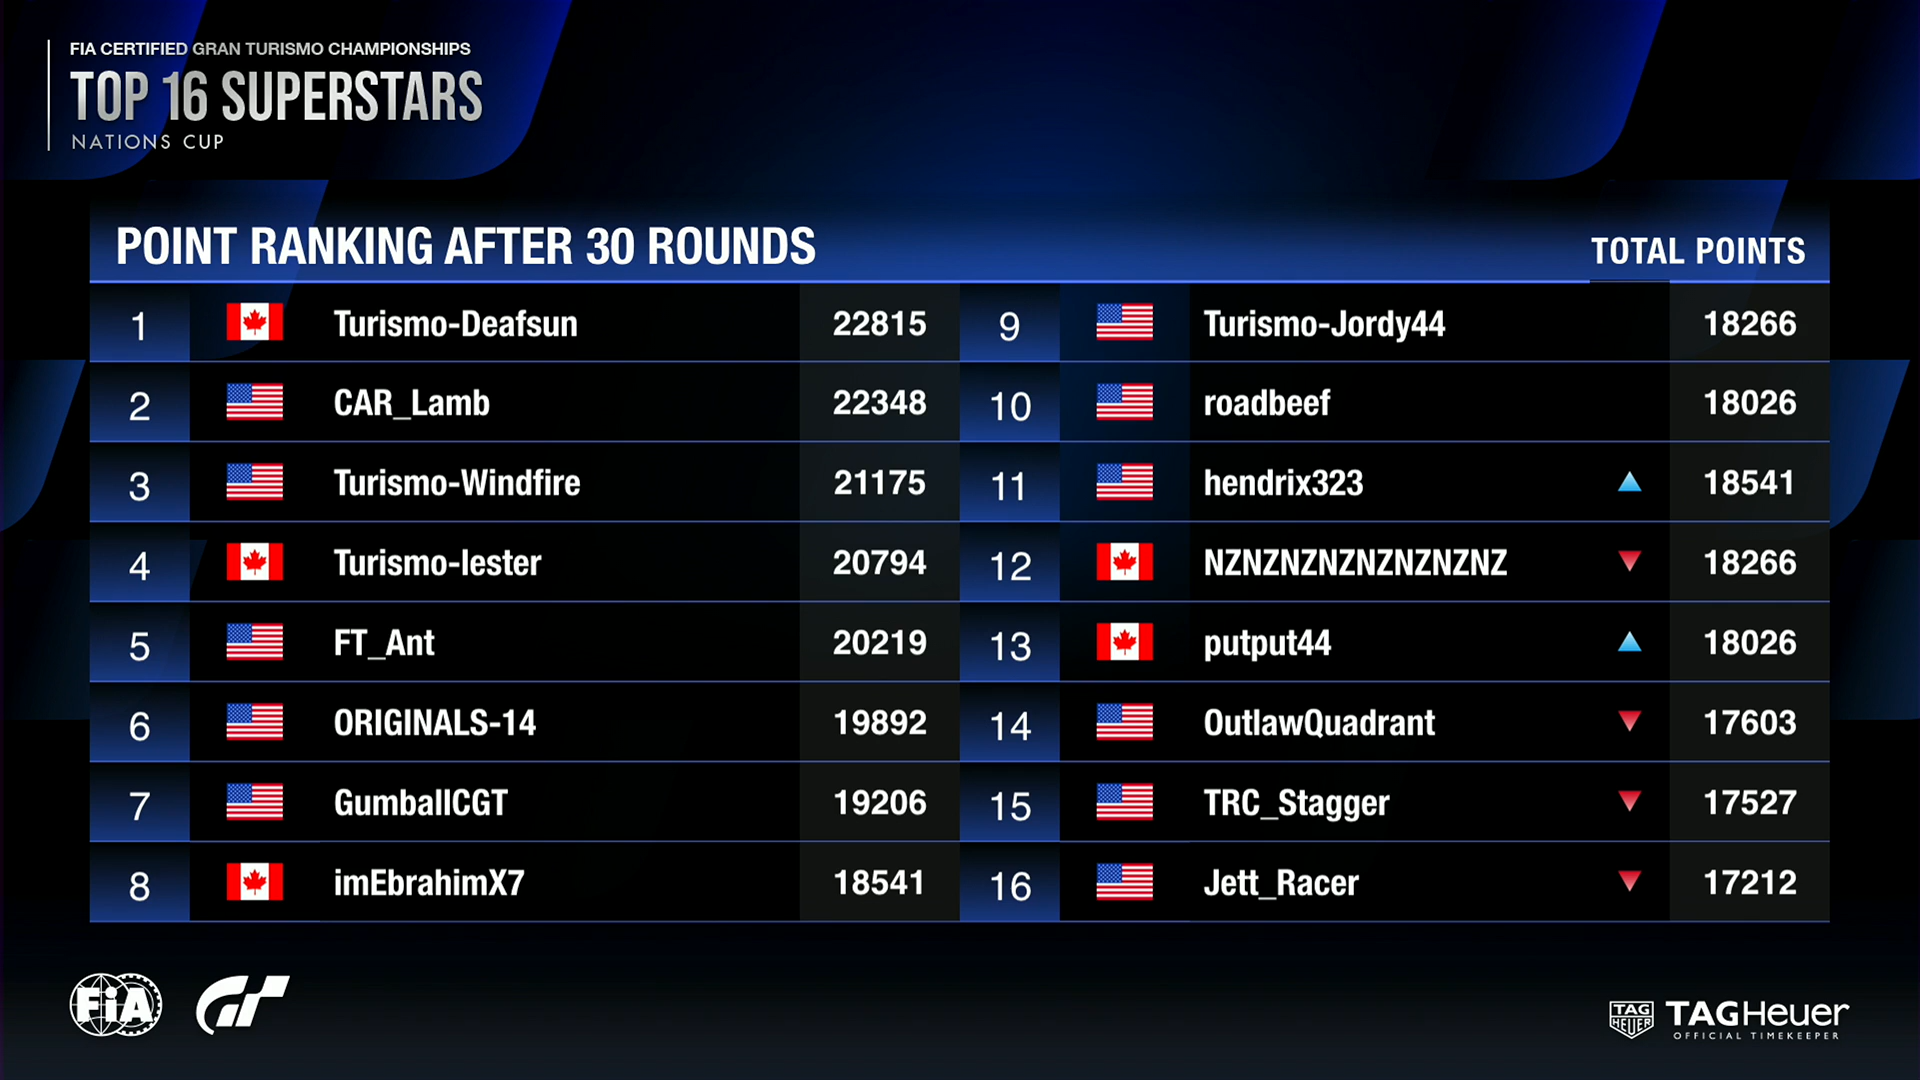 FIA CERTIFIED GRAN TURISMO CHAMPIONSHIPS
TOP 16 SUPERSTARS
NATIONS CUP
POINT RANKING AFTER 30 ROUNDS TOTAL POINTS
1 Turismo-Deafsun 22815
2 CAR_Lamb 22348
3 Turismo-Windfire 21175
4 Turismo-lester 20794
5 FT_Ant 20219
6 ORIGINALS-14 19892
7 GumballCGT 19206
8 imEbrahimX7 18541
9 Turismo-Jordy44 18266
10 roadbeef 18026
11 hendrix323 18541
12 NZNZNZNZNZNZNZNZ 18266
13 putput44 18026
14 OutlawQuadrant 17603
15 TRC_Stagger 17527
16 Jett_Racer 17212
FiA GT
TAG HEUER TAGHeuer
OFFICIAL TIMEKEEPER